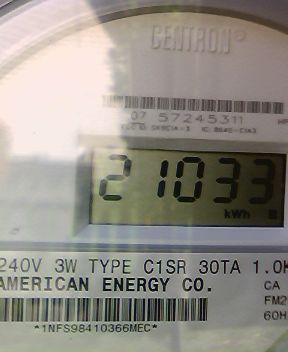 CENTRON®
07 57245311
21033
kWh
240V 3W TYPE C1SR 30TA 1.0K
AMERICAN ENERGY CO. CA
FM2
60H
*1NFS98410366MEC*